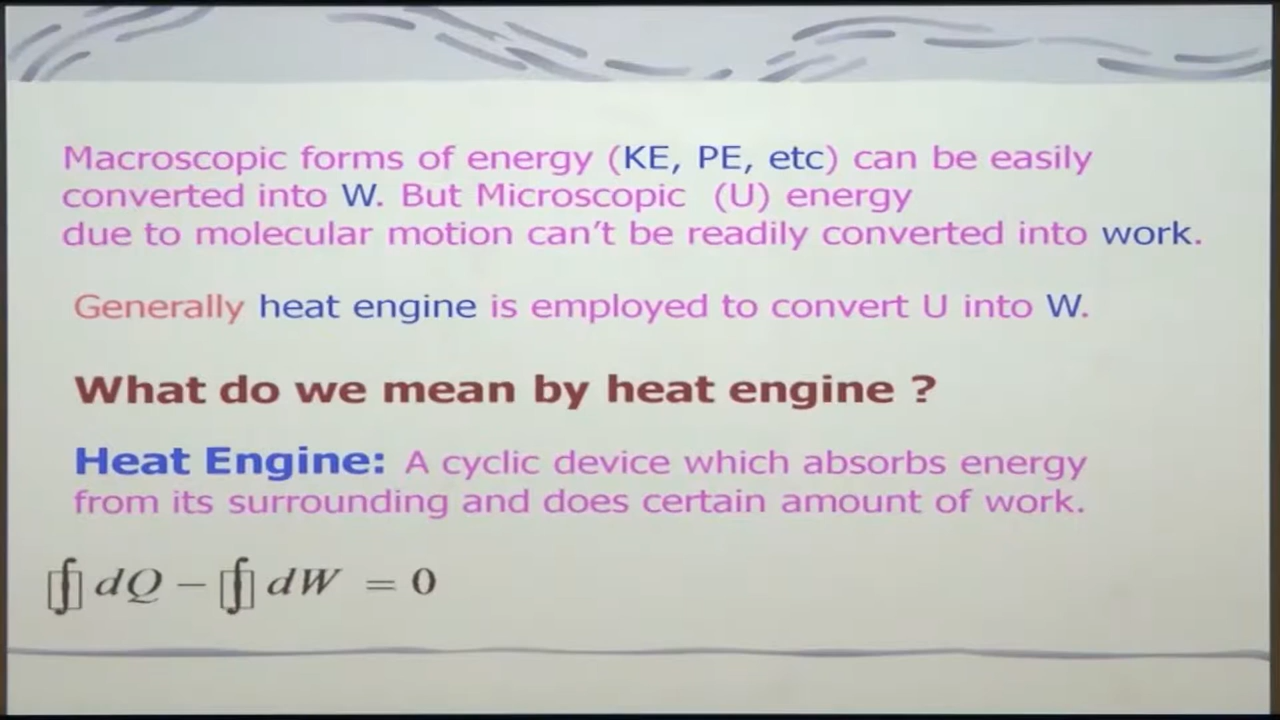 Macroscopic forms of energy (KE, PE, etc) can be easily
converted into W. But Microscopic (U) energy
due to molecular motion can't be readily converted into work.
Generally heat engine is employed to convert U into W.
What do we mean by heat engine ?
Heat Engine: A cyclic device which absorbs energy
from its surrounding and does certain amount of work.
∮ dQ − ∮ dW = 0